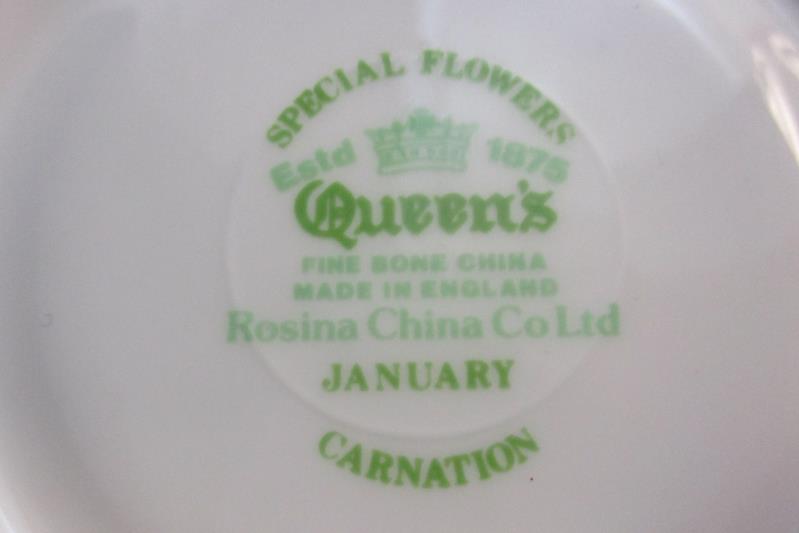 SPECIAL FLOWERS
Estd 1875
Queen's
FINE BONE CHINA
MADE IN ENGLAND
Rosina China Co Ltd
JANUARY
CARNATION